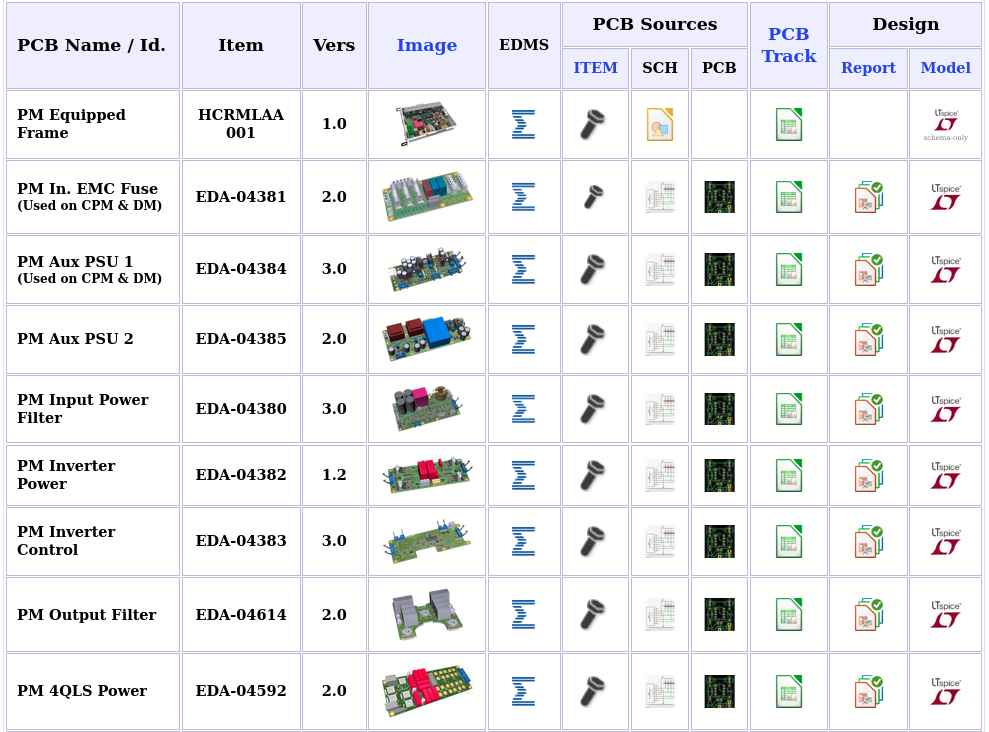 PCB Name / Id. Item Vers Image EDMS PCB Sources PCB Track Design
ITEM SCH PCB Report Model
PM Equipped
Frame
HCRMLAA
001
1.0
LTspice
schema-only
PM In. EMC Fuse
(Used on CPM & DM)
EDA-04381 2.0 LTspice
PM Aux PSU 1
(Used on CPM & DM)
EDA-04384 3.0 LTspice
PM Aux PSU 2 EDA-04385 2.0 LTspice
PM Input Power
Filter
EDA-04380 3.0 LTspice
PM Inverter
Power
EDA-04382 1.2 LTspice
PM Inverter
Control
EDA-04383 3.0 LTspice
PM Output Filter EDA-04614 2.0 LTspice
PM 4QLS Power EDA-04592 2.0 LTspice